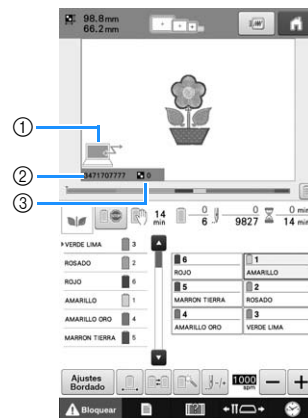 98.8mm
66.2mm
①
②
③
3471707777 0
14 min
0
6
0
9827
0 min
14 min
VERDE LIMA 3
ROSADO 2
ROJO 6
AMARILLO 1
AMARILLO ORO 4
MARRON TIERRA 5
6
ROJO
1
AMARILLO
5
MARRON TIERRA
2
ROSADO
4
AMARILLO ORO
3
VERDE LIMA
Ajustes
Bordado
1000
spm
− +
Bloquear